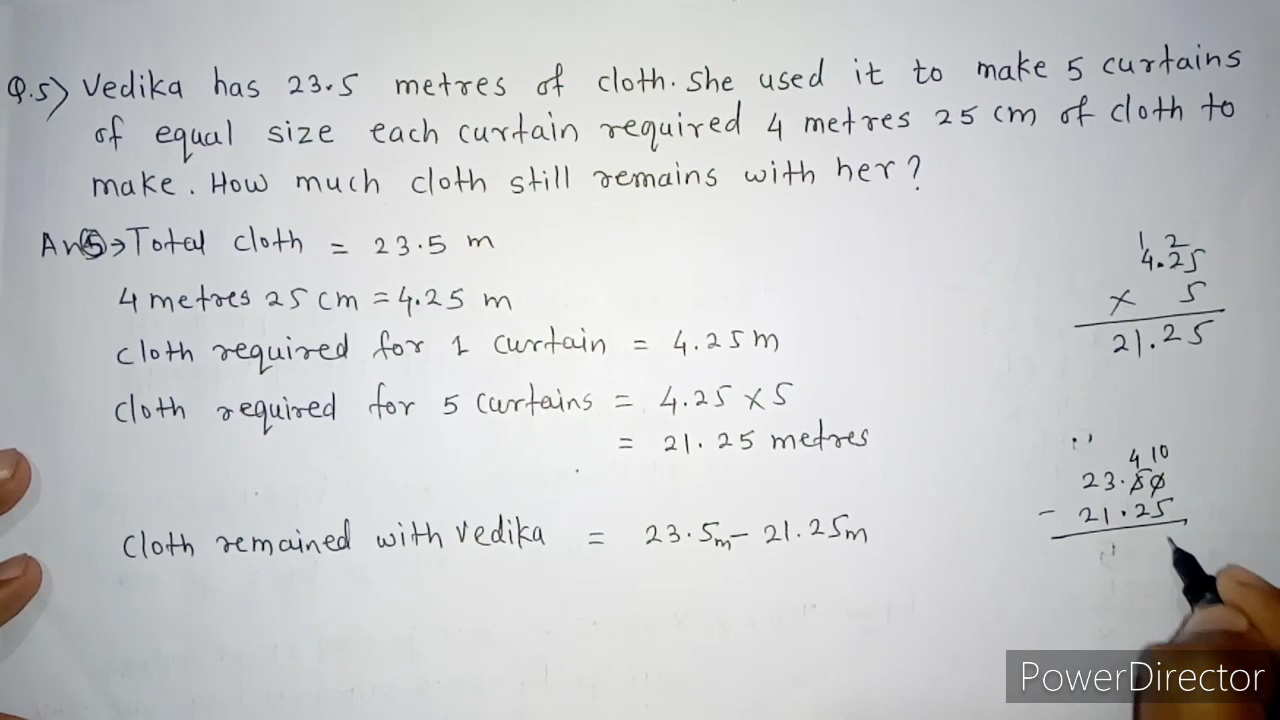 Q.5) Vedika has 23.5 metres of cloth. She used it to make 5 curtains
of equal size each curtain required 4 metres 25 cm of cloth to
make. How much cloth still remains with her?
Ans(5)→ Total cloth = 23.5 m
4 metres 25 cm = 4.25 m
cloth required for 1 curtain = 4.25m
cloth required for 5 curtains = 4.25 x 5
= 21.25 metres
cloth remained with Vedika = 23.5m - 21.25m
1 2
4.25
x 5
21.25
4 10
23.50
- 21.25
PowerDirector